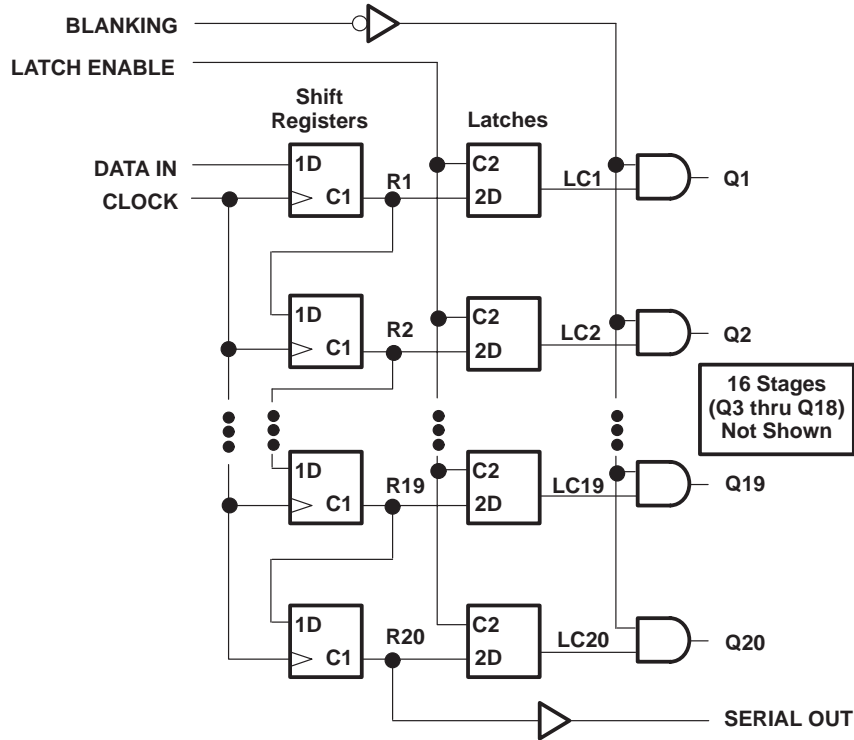 BLANKING
LATCH ENABLE
Shift
Registers
Latches
DATA IN
CLOCK
1D
C1
R1
C2
2D
LC1
Q1
1D
C1
R2
C2
2D
LC2
Q2
16 Stages
(Q3 thru Q18)
Not Shown
1D
C1
R19
C2
2D
LC19
Q19
1D
C1
R20
C2
2D
LC20
Q20
SERIAL OUT